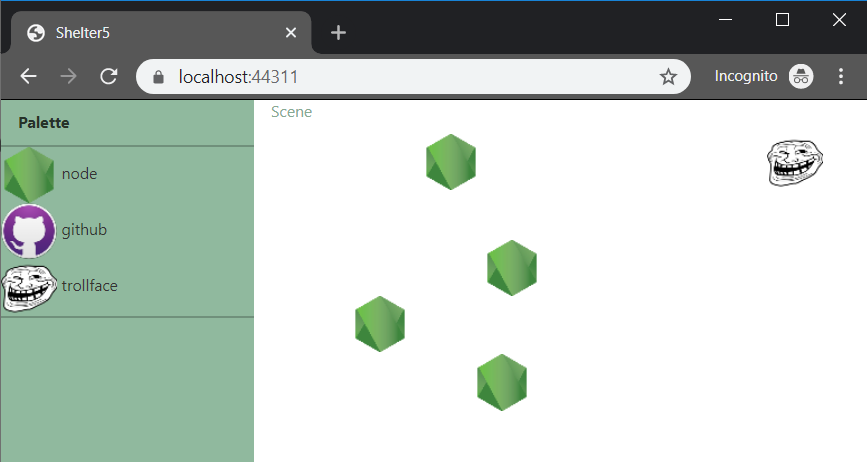 Shelter5
localhost:44311
Incognito
Palette
Scene
node
github
trollface